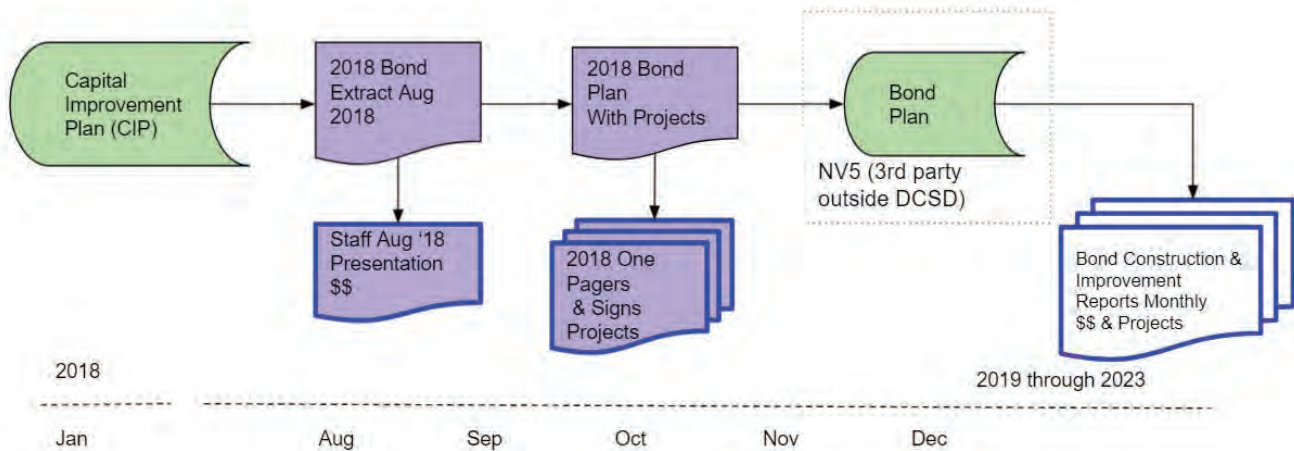 Capital
Improvement
Plan (CIP)
2018 Bond
Extract Aug
2018
2018 Bond
Plan
With Projects
Bond
Plan
NV5 (3rd party
outside DCSD)
Staff Aug ‘18
Presentation
$$
2018 One
Pagers
& Signs
Projects
Bond Construction &
Improvement
Reports Monthly
$$ & Projects
2018
2019 through 2023
Jan
Aug
Sep
Oct
Nov
Dec